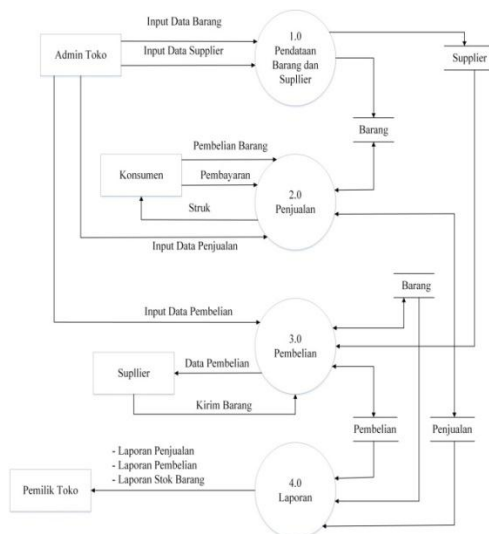 Input Data Barang
Admin Toko
Input Data Supplier
1.0
Pendataan
Barang dan
Supllier
Supplier
Barang
Pembelian Barang
Konsumen
Pembayaran
Struk
2.0
Penjualan
Input Data Penjualan
Barang
Input Data Pembelian
3.0
Pembelian
Supllier
Data Pembelian
Kirim Barang
Pembelian
Penjualan
- Laporan Penjualan
- Laporan Pembelian
- Laporan Stok Barang
Pemilik Toko
4.0
Laporan